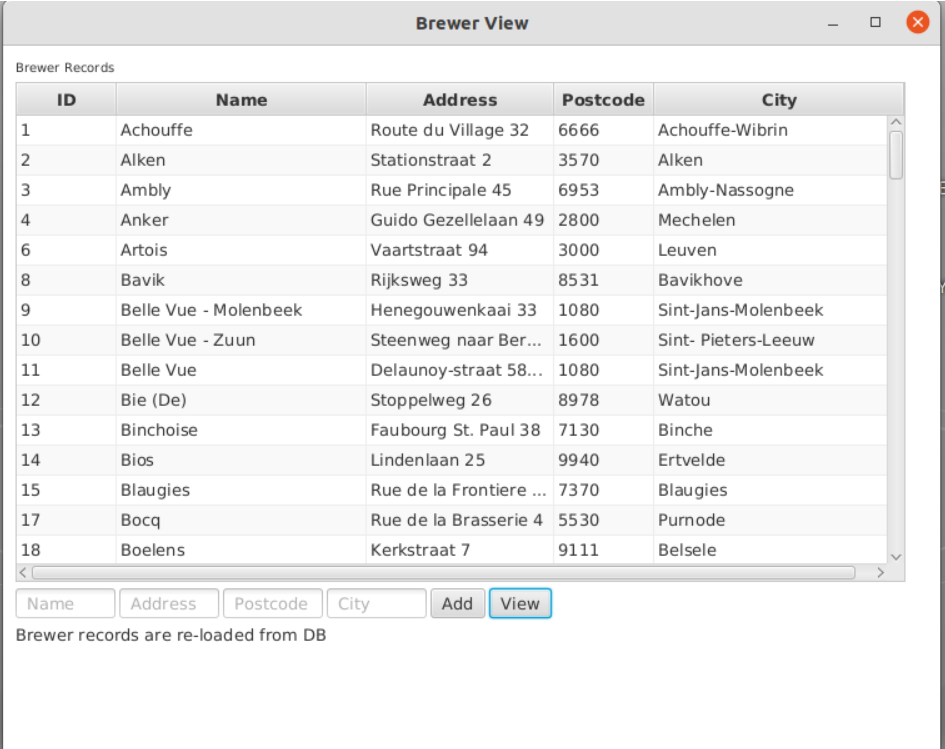 Brewer View
Brewer Records
ID Name Address Postcode City
1 Achouffe Route du Village 32 6666 Achouffe-Wibrin
2 Alken Stationstraat 2 3570 Alken
3 Ambly Rue Principale 45 6953 Ambly-Nassogne
4 Anker Guido Gezellelaan 49 2800 Mechelen
6 Artois Vaartstraat 94 3000 Leuven
8 Bavik Rijksweg 33 8531 Bavikhove
9 Belle Vue - Molenbeek Henegouwenkaai 33 1080 Sint-Jans-Molenbeek
10 Belle Vue - Zuun Steenweg naar Ber... 1600 Sint- Pieters-Leeuw
11 Belle Vue Delaunoy-straat 58... 1080 Sint-Jans-Molenbeek
12 Bie (De) Stoppelweg 26 8978 Watou
13 Binchoise Faubourg St. Paul 38 7130 Binche
14 Bios Lindenlaan 25 9940 Ertvelde
15 Blaugies Rue de la Frontiere ... 7370 Blaugies
17 Bocq Rue de la Brasserie 4 5530 Purnode
18 Boelens Kerkstraat 7 9111 Belsele
Name Address Postcode City Add View
Brewer records are re-loaded from DB